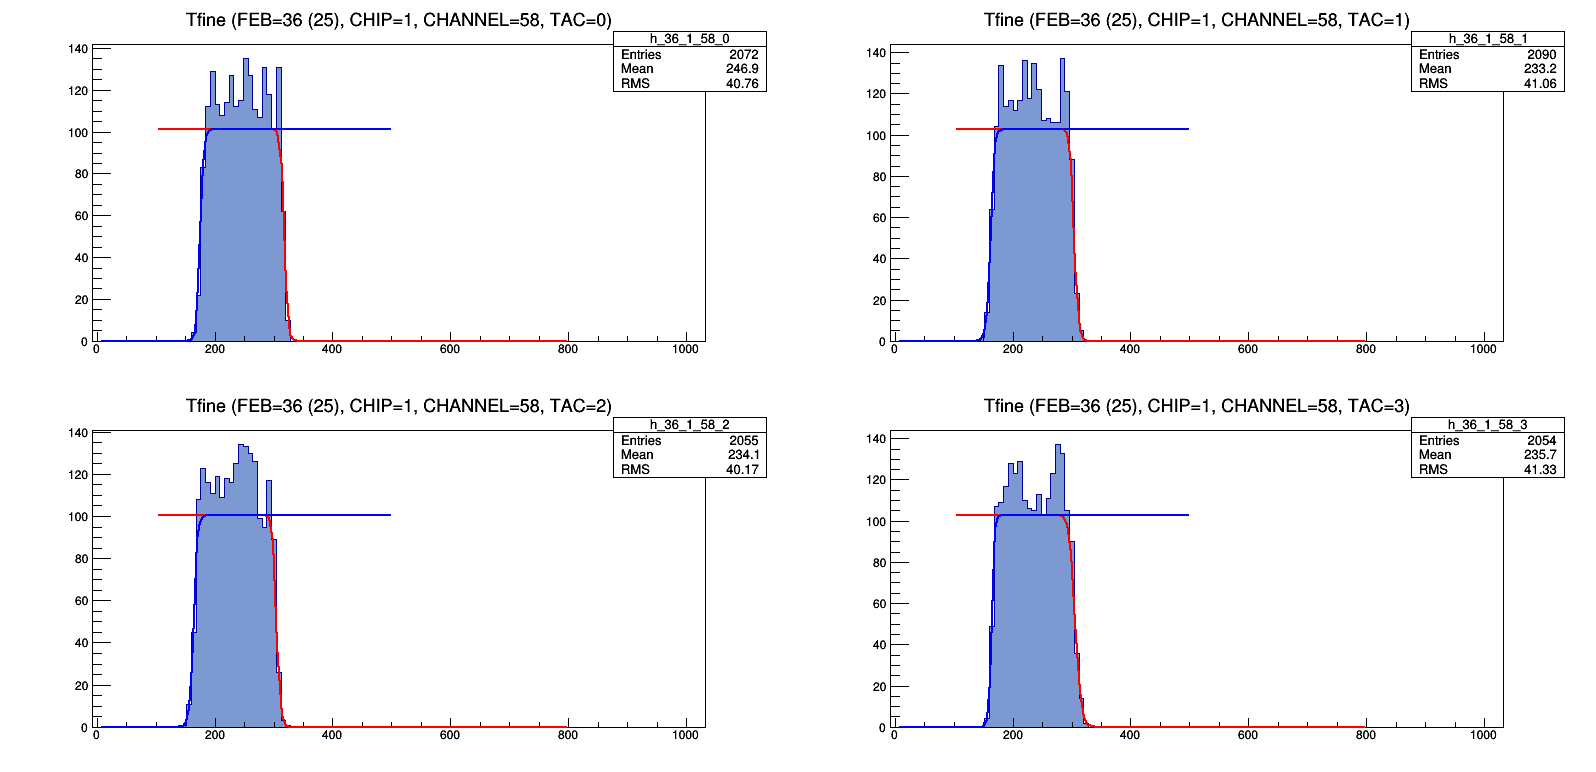 Tfine (FEB=36 (25), CHIP=1, CHANNEL=58, TAC=0)
h_36_1_58_0
Entries 2072
Mean 246.9
RMS 40.76
140
120
100
80
60
40
20
0
0 200 400 600 800 1000
Tfine (FEB=36 (25), CHIP=1, CHANNEL=58, TAC=1)
h_36_1_58_1
Entries 2090
Mean 233.2
RMS 41.06
140
120
100
80
60
40
20
0
0 200 400 600 800 1000
Tfine (FEB=36 (25), CHIP=1, CHANNEL=58, TAC=2)
h_36_1_58_2
Entries 2055
Mean 234.1
RMS 40.17
140
120
100
80
60
40
20
0
0 200 400 600 800 1000
Tfine (FEB=36 (25), CHIP=1, CHANNEL=58, TAC=3)
h_36_1_58_3
Entries 2054
Mean 235.7
RMS 41.33
140
120
100
80
60
40
20
0
0 200 400 600 800 1000